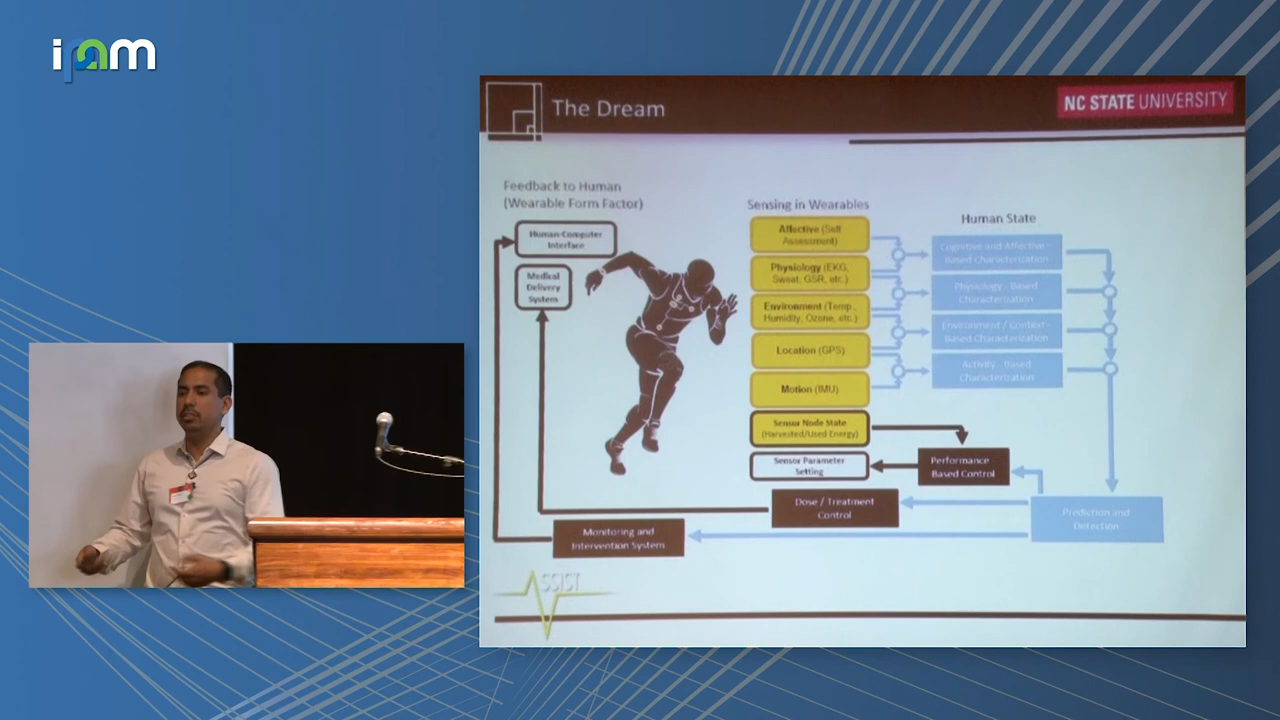 ipam
The Dream
NC STATE UNIVERSITY
Feedback to Human
(Wearable Form Factor)
Human-Computer
Interface
Medical
Delivery
System
Sensing in Wearables
Affective (Self
Assessment)
Physiology (EKG,
Sweat, GSR, etc.)
Environment (Temp.,
Humidity, Ozone, etc.)
Location (GPS)
Motion (IMU)
Sensor Node State
(Harvested/Used Energy)
Sensor Parameter
Setting
Human State
Cognitive and Affective -
Based Characterization
Physiology - Based
Characterization
Environment / Context -
Based Characterization
Activity - Based
Characterization
Performance -
Based Control
Dose / Treatment
Control
Prediction and
Detection
Monitoring and
Intervention System
ASSIST